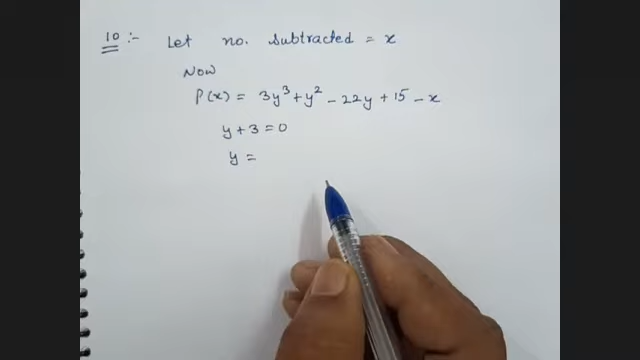 10 :- Let no. subtracted = x
Now
P(x) = 3y³ + y² - 22y + 15 - x
y + 3 = 0
y =